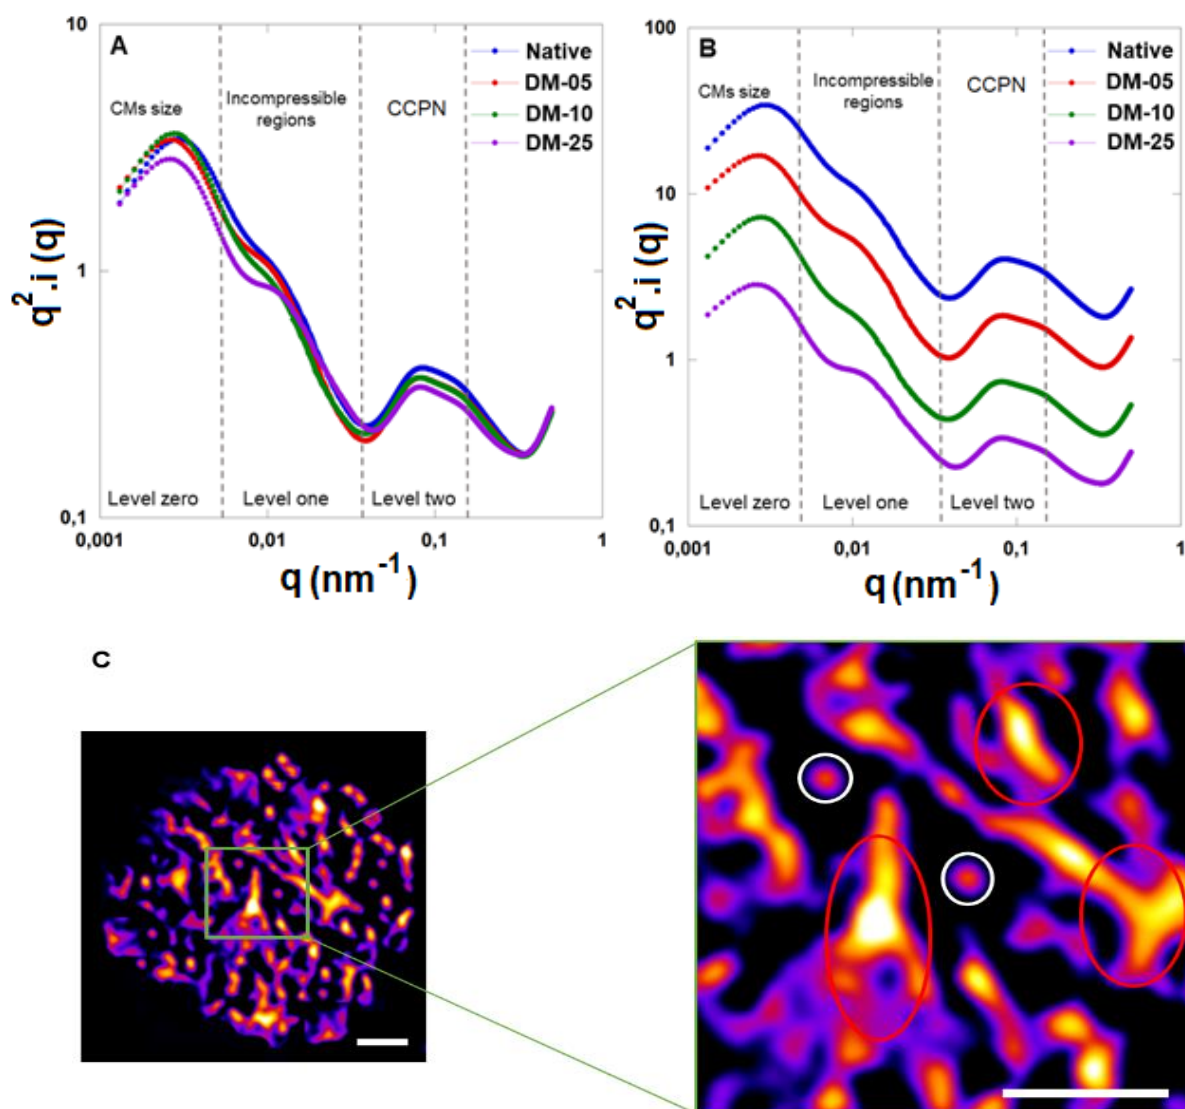 A
Native
DM-05
DM-10
DM-25
CMs size
Incompressible
regions
CCPN
Level zero
Level one
Level two
10
1
0,1
0,001
0,01
0,1
1
q².i (q)
q (nm⁻¹)
B
Native
DM-05
DM-10
DM-25
CMs size
Incompressible
regions
CCPN
Level zero
Level one
Level two
100
10
1
0,1
0,001
0,01
0,1
1
q².i (q)
q (nm⁻¹)
C